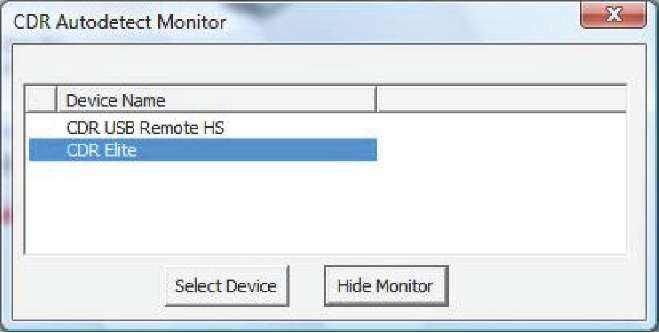 CDR Autodetect Monitor
Device Name
CDR USB Remote HS
CDR Elite
Select Device Hide Monitor